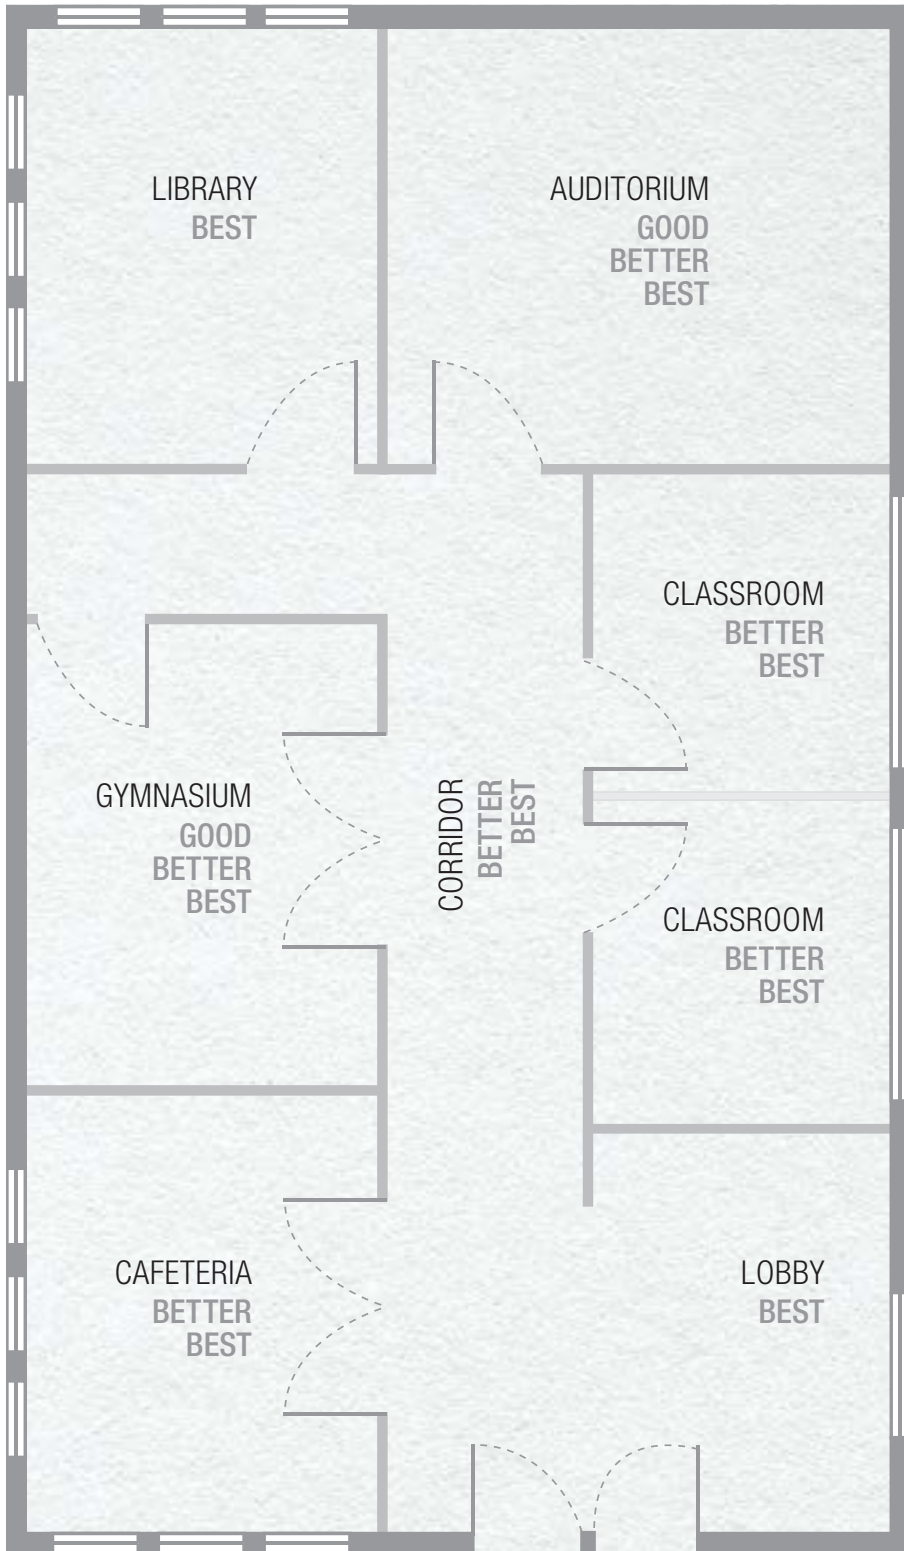 LIBRARY
BEST
AUDITORIUM
GOOD
BETTER
BEST
CLASSROOM
BETTER
BEST
GYMNASIUM
GOOD
BETTER
BEST
CORRIDOR
BETTER
BEST
CLASSROOM
BETTER
BEST
CAFETERIA
BETTER
BEST
LOBBY
BEST